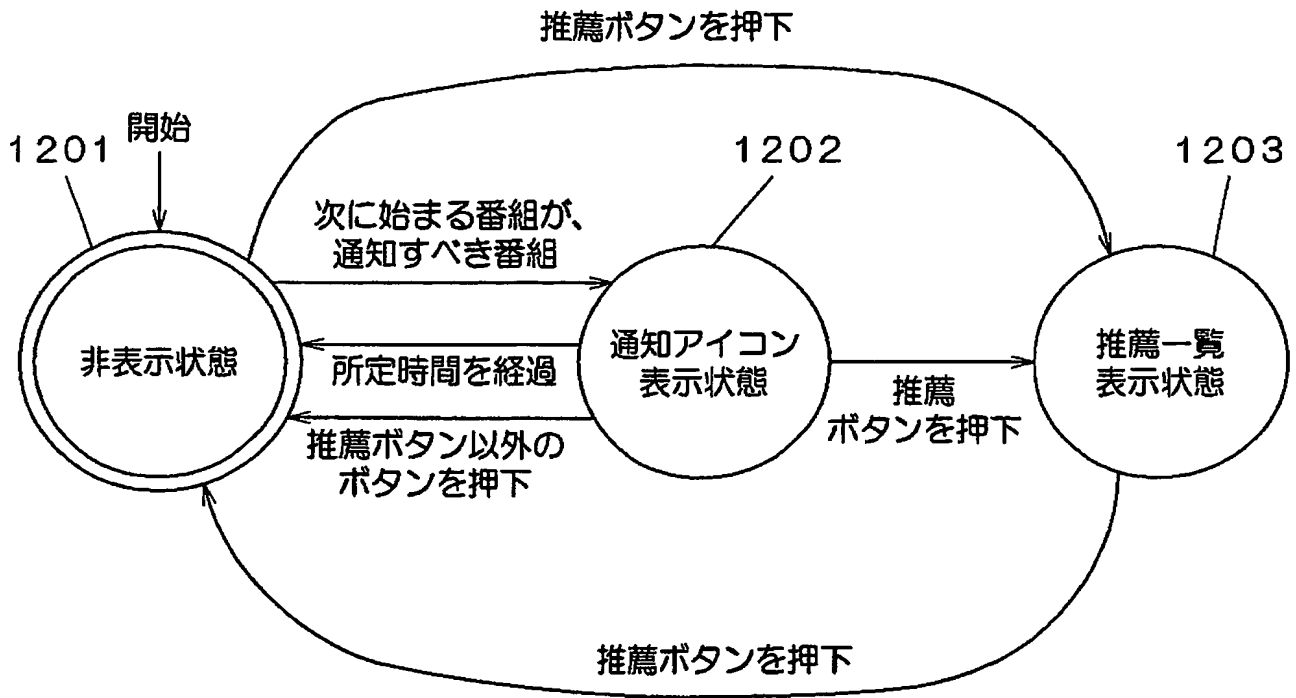 推薦ボタンを押下
開始
1201
1202
1203
次に始まる番組が、
通知すべき番組
非表示状態
所定時間を経過
推薦ボタン以外の
ボタンを押下
通知アイコン
表示状態
推薦
ボタンを押下
推薦一覧
表示状態
推薦ボタンを押下